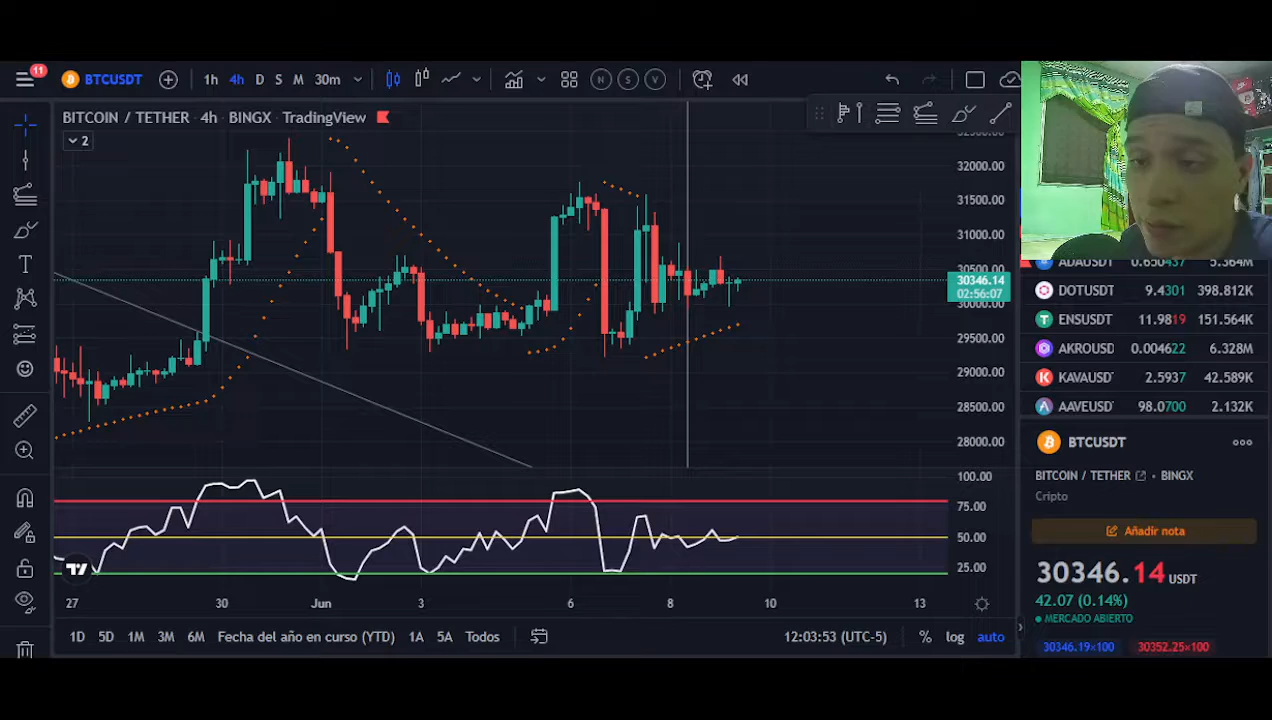 11
BTCUSDT 1h 4h D S M 30m N S V
BITCOIN / TETHER · 4h · BINGX · TradingView
2
32000.00
31500.00
31000.00
30500.00
30346.14
02:56:07
30000.00
29500.00
29000.00
28500.00
28000.00
100.00
75.00
50.00
25.00
27 30 Jun 3 6 8 10 13
1D 5D 1M 3M 6M Fecha del año en curso (YTD) 1A 5A Todos 12:03:53 (UTC-5) % log auto
ADAUSDT 0.650437 5.364M
DOTUSDT 9.4301 398.812K
ENSUSDT 11.9819 151.564K
AKROUSD 0.004622 6.328M
KAVAUSD 2.5937 42.589K
AAVEUSD 98.0700 2.132K
BTCUSDT
BITCOIN / TETHER • BINGX
Cripto
Añadir nota
30346.14 USDT
42.07 (0.14%)
MERCADO ABIERTO
30346.19×100 30352.25×100